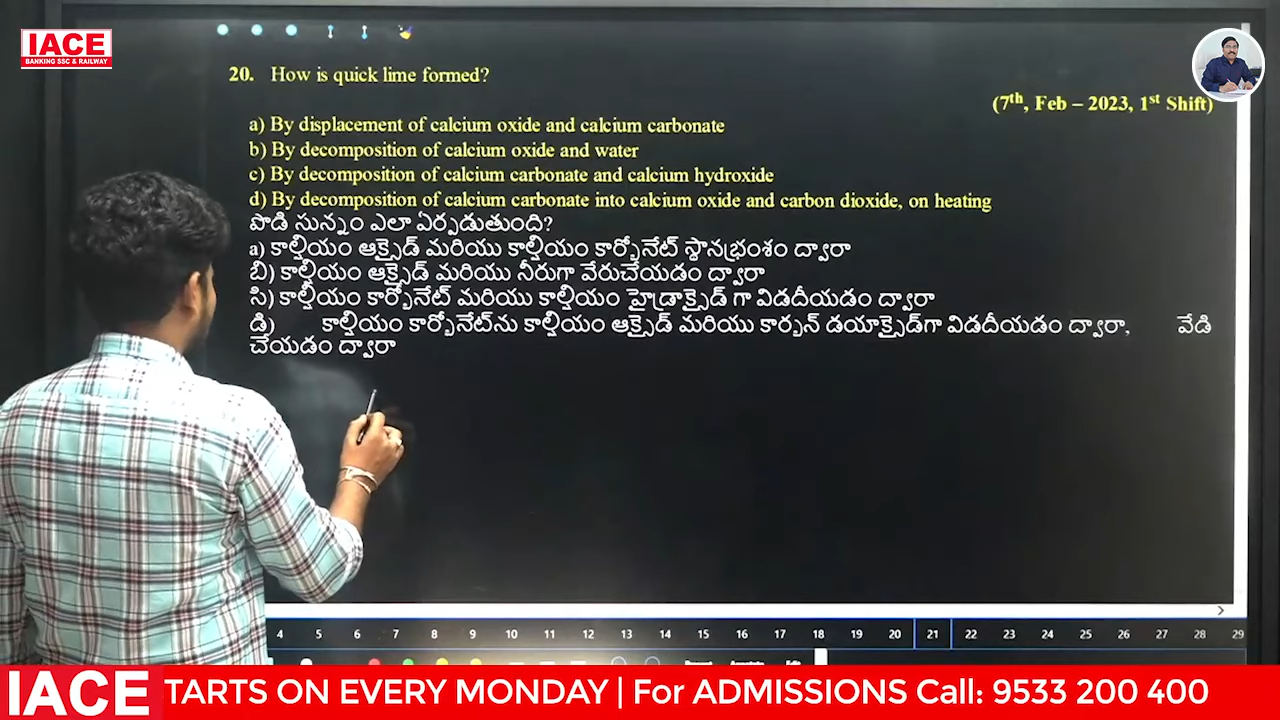 IACE
BANKING SSC & RAILWAY
20. How is quick lime formed?
(7th, Feb – 2023, 1st Shift)
a) By displacement of calcium oxide and calcium carbonate
b) By decomposition of calcium oxide and water
c) By decomposition of calcium carbonate and calcium hydroxide
d) By decomposition of calcium carbonate into calcium oxide and carbon dioxide, on heating
పొడి సున్నం ఎలా ఏర్పడుతుంది?
a) కాల్షియం ఆక్సైడ్ మరియు కాల్షియం కార్బోనేట్ స్థానభ్రంశం ద్వారా
బి) కాల్షియం ఆక్సైడ్ మరియు నీరుగా వేరుచేయడం ద్వారా
సి) కాల్షియం కార్బోనేట్ మరియు కాల్షియం హైడ్రాక్సైడ్ గా విడదీయడం ద్వారా
డి) కాల్షియం కార్బోనేట్‌ను కాల్షియం ఆక్సైడ్ మరియు కార్బన్ డయాక్సైడ్‌గా విడదీయడం ద్వారా, వేడి
చేయడం ద్వారా
4 5 6 7 8 9 10 11 12 13 14 15 16 17 18 19 20 21 22 23 24 25 26 27 28 29
IACE TARTS ON EVERY MONDAY | For ADMISSIONS Call: 9533 200 400